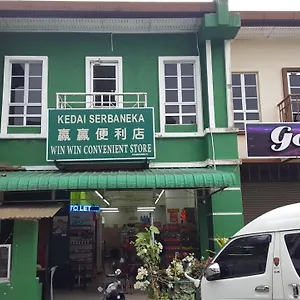 KEDAI SERBANEKA
赢赢便利店
WIN WIN CONVENIENT STORE
TO LET